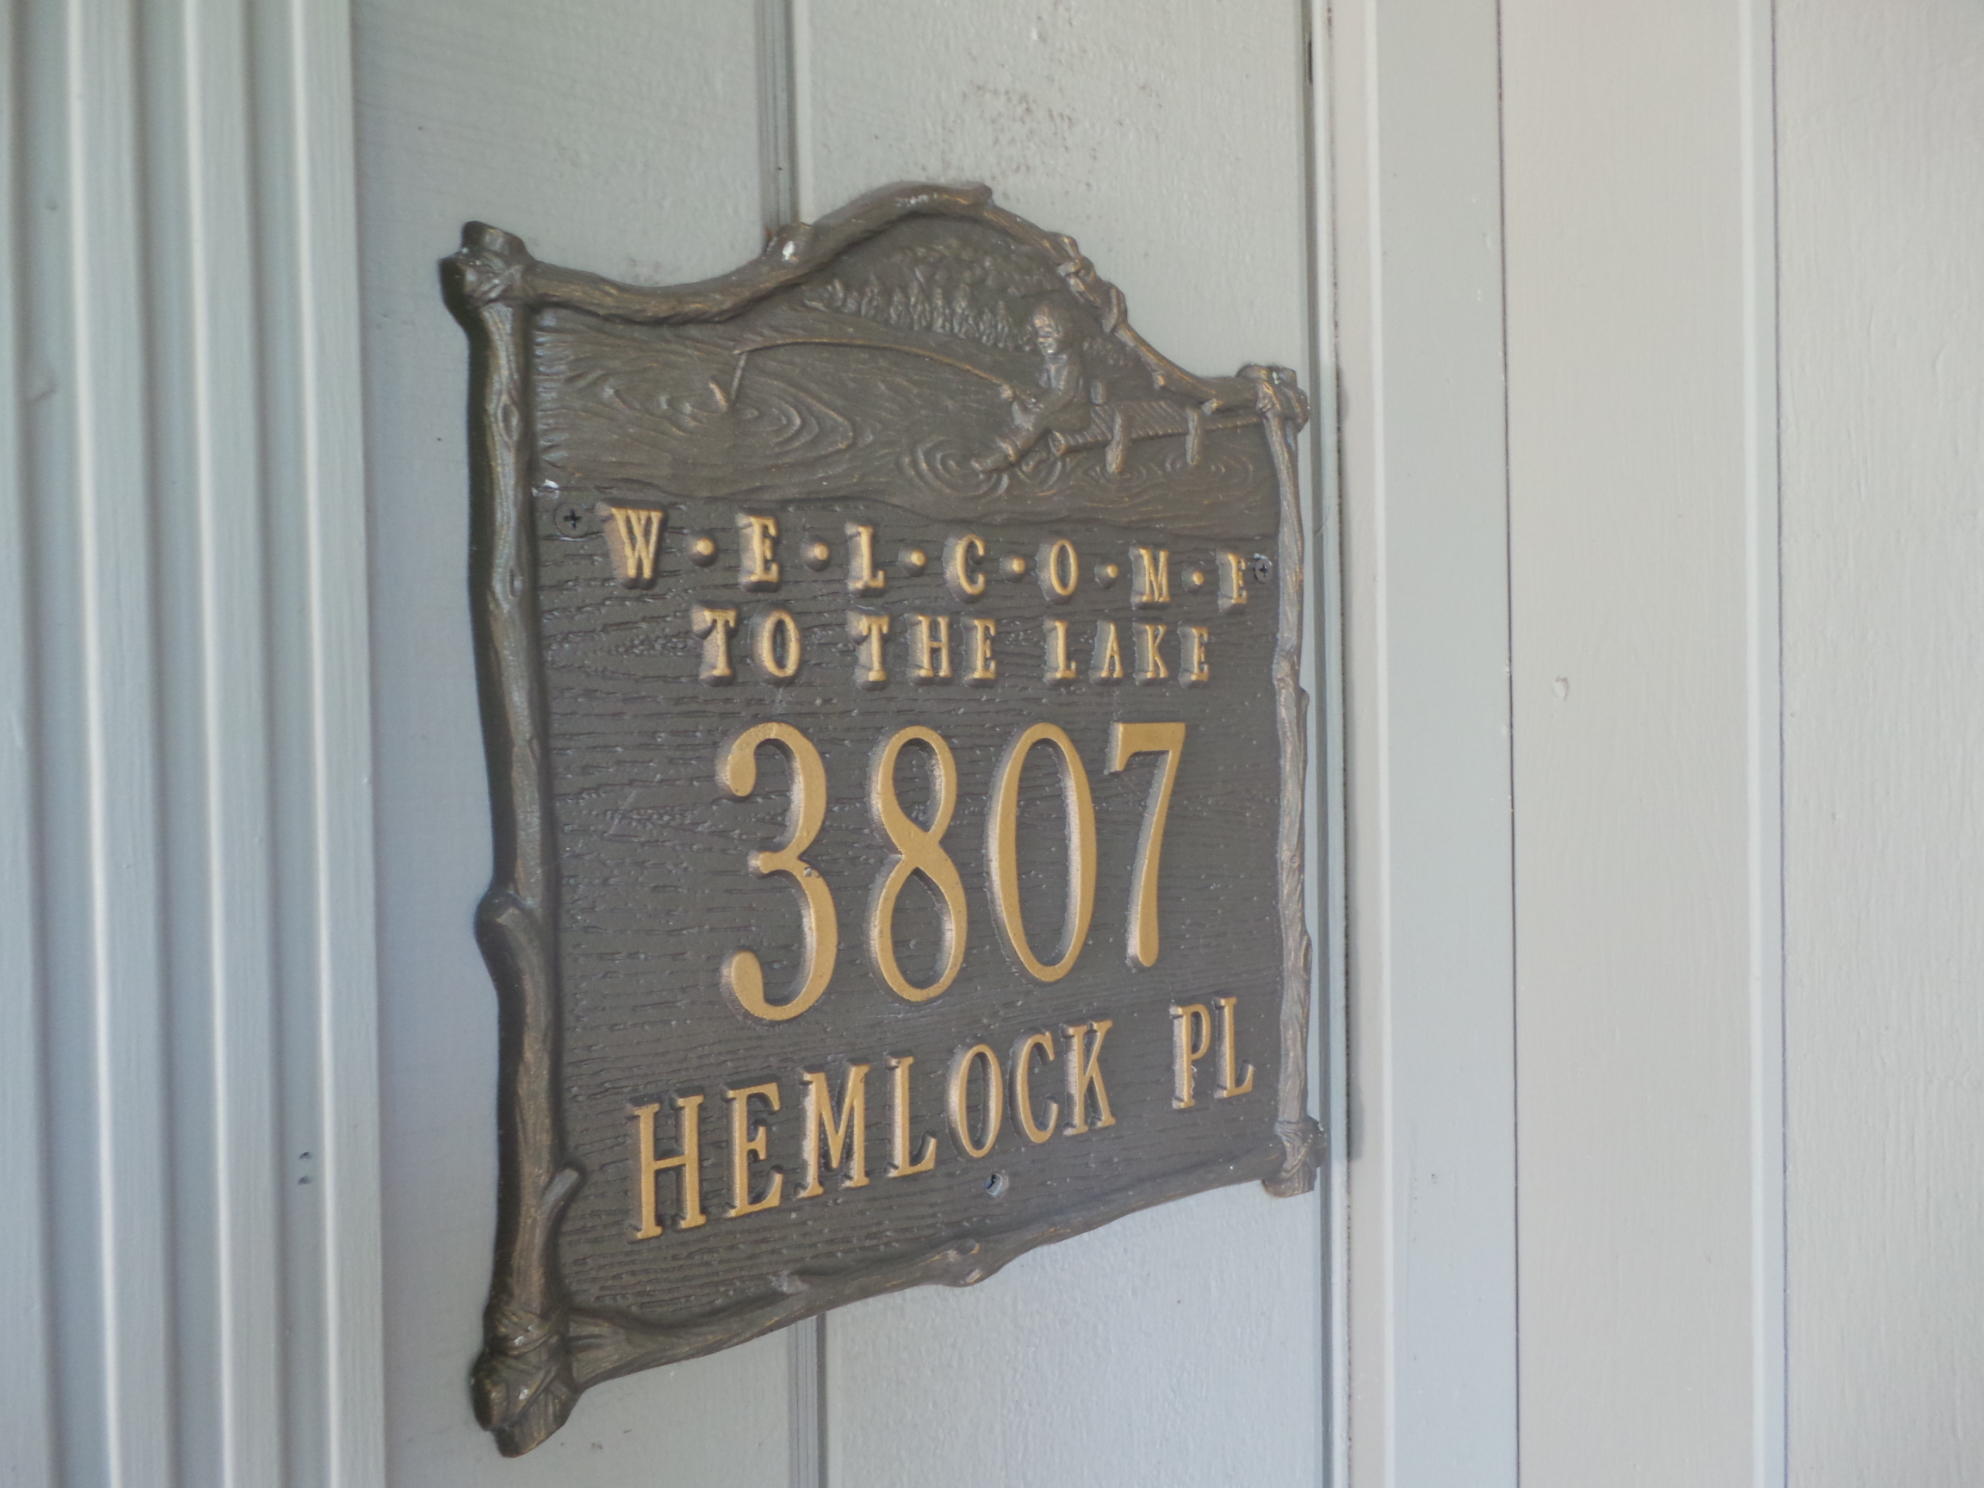 W·E·L·C·O·M·E
TO THE LAKE
3807
HEMLOCK PL